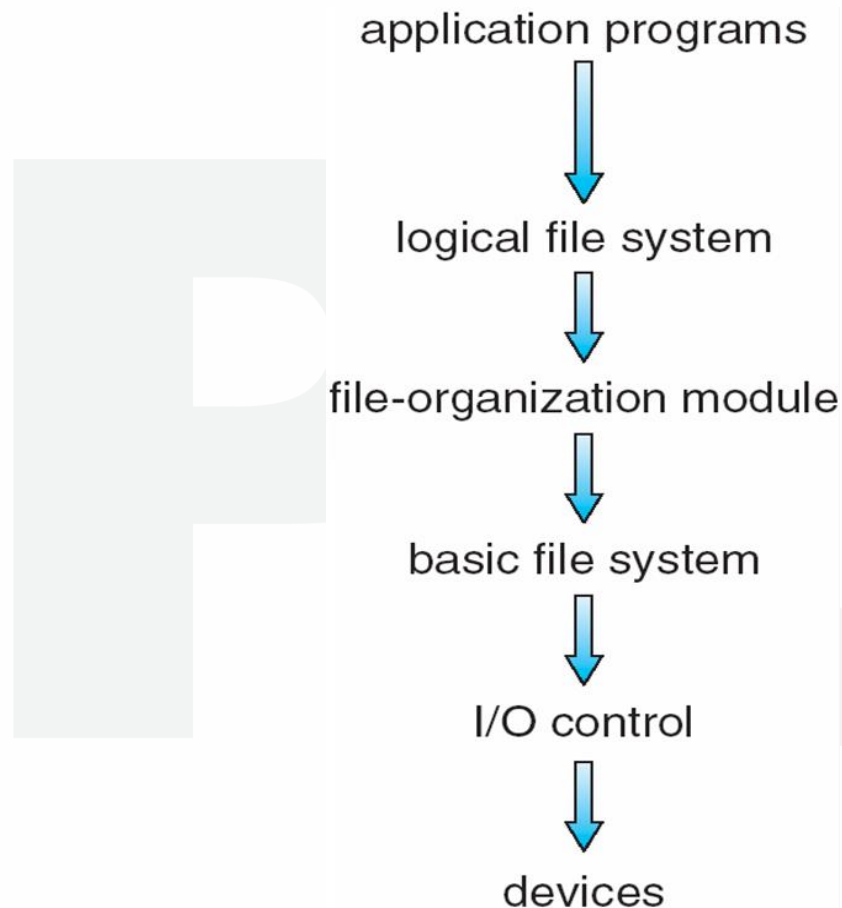 application programs
logical file system
file-organization module
basic file system
I/O control
devices